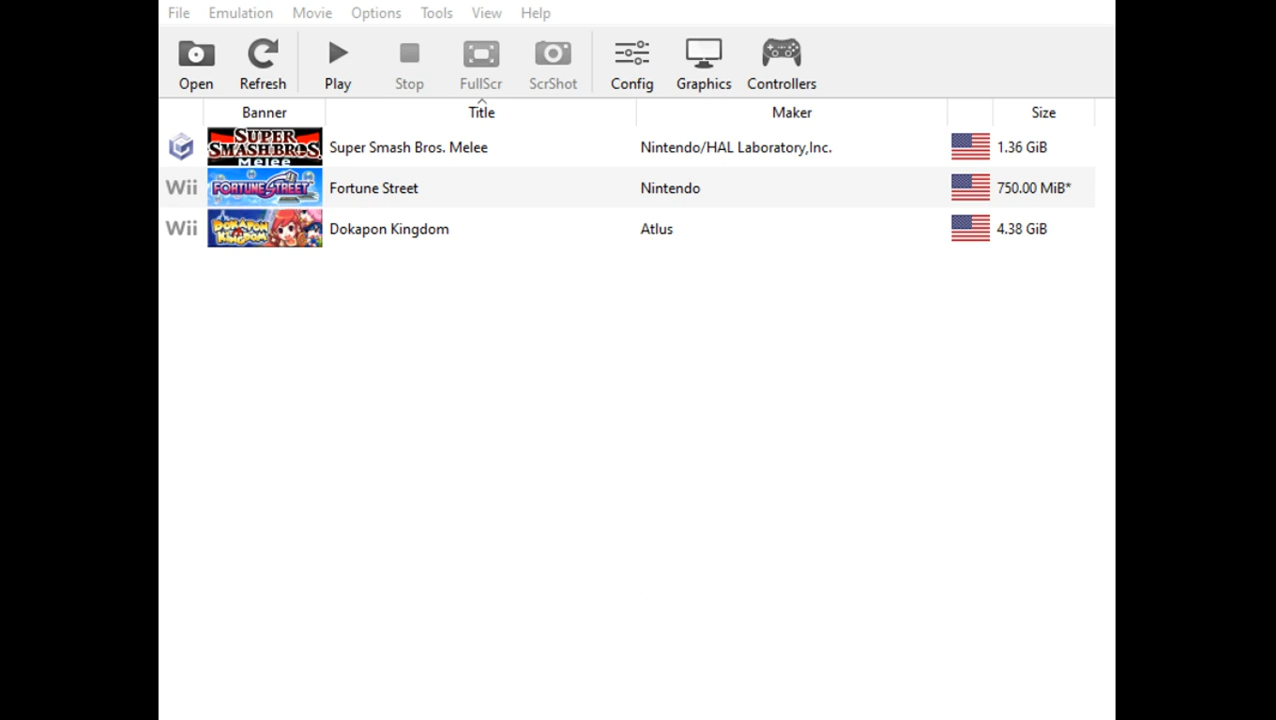 File Emulation Movie Options Tools View Help
Open Refresh Play Stop FullScr ScrShot Config Graphics Controllers
Banner Title Maker Size
SUPER SMASH BROS. Melee Super Smash Bros. Melee Nintendo/HAL Laboratory,Inc. 1.36 GiB
Wii FORTUNE STREET Fortune Street Nintendo 750.00 MiB*
Wii DOKAPON KINGDOM Dokapon Kingdom Atlus 4.38 GiB